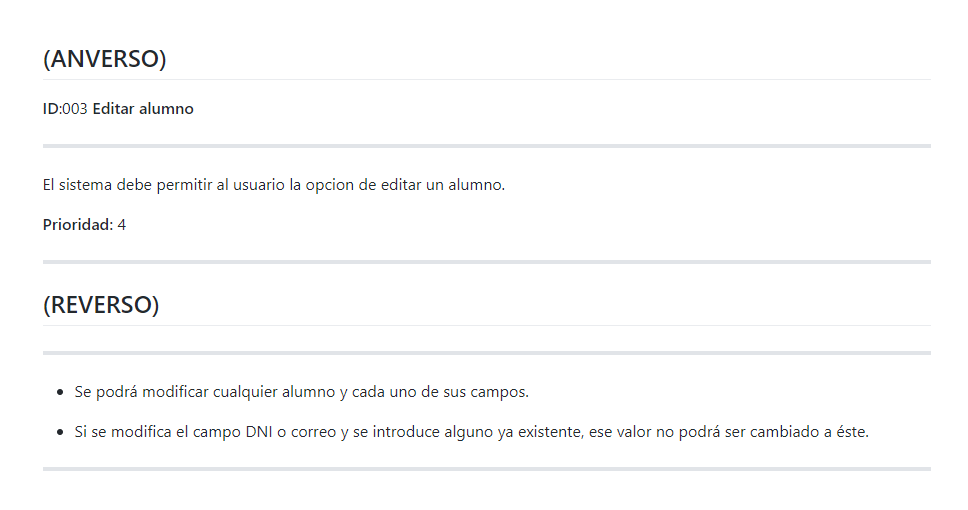 (ANVERSO)
ID:003 Editar alumno
El sistema debe permitir al usuario la opcion de editar un alumno.
Prioridad: 4
(REVERSO)
• Se podrá modificar cualquier alumno y cada uno de sus campos.
• Si se modifica el campo DNI o correo y se introduce alguno ya existente, ese valor no podrá ser cambiado a éste.